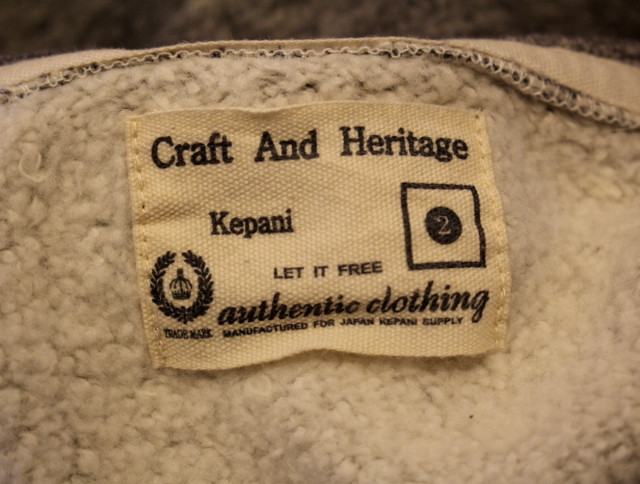 Craft And Heritage
Kepani
2
LET IT FREE
authentic clothing
TRADE MARK
MANUFACTURED FOR JAPAN KEPANI SUPPLY